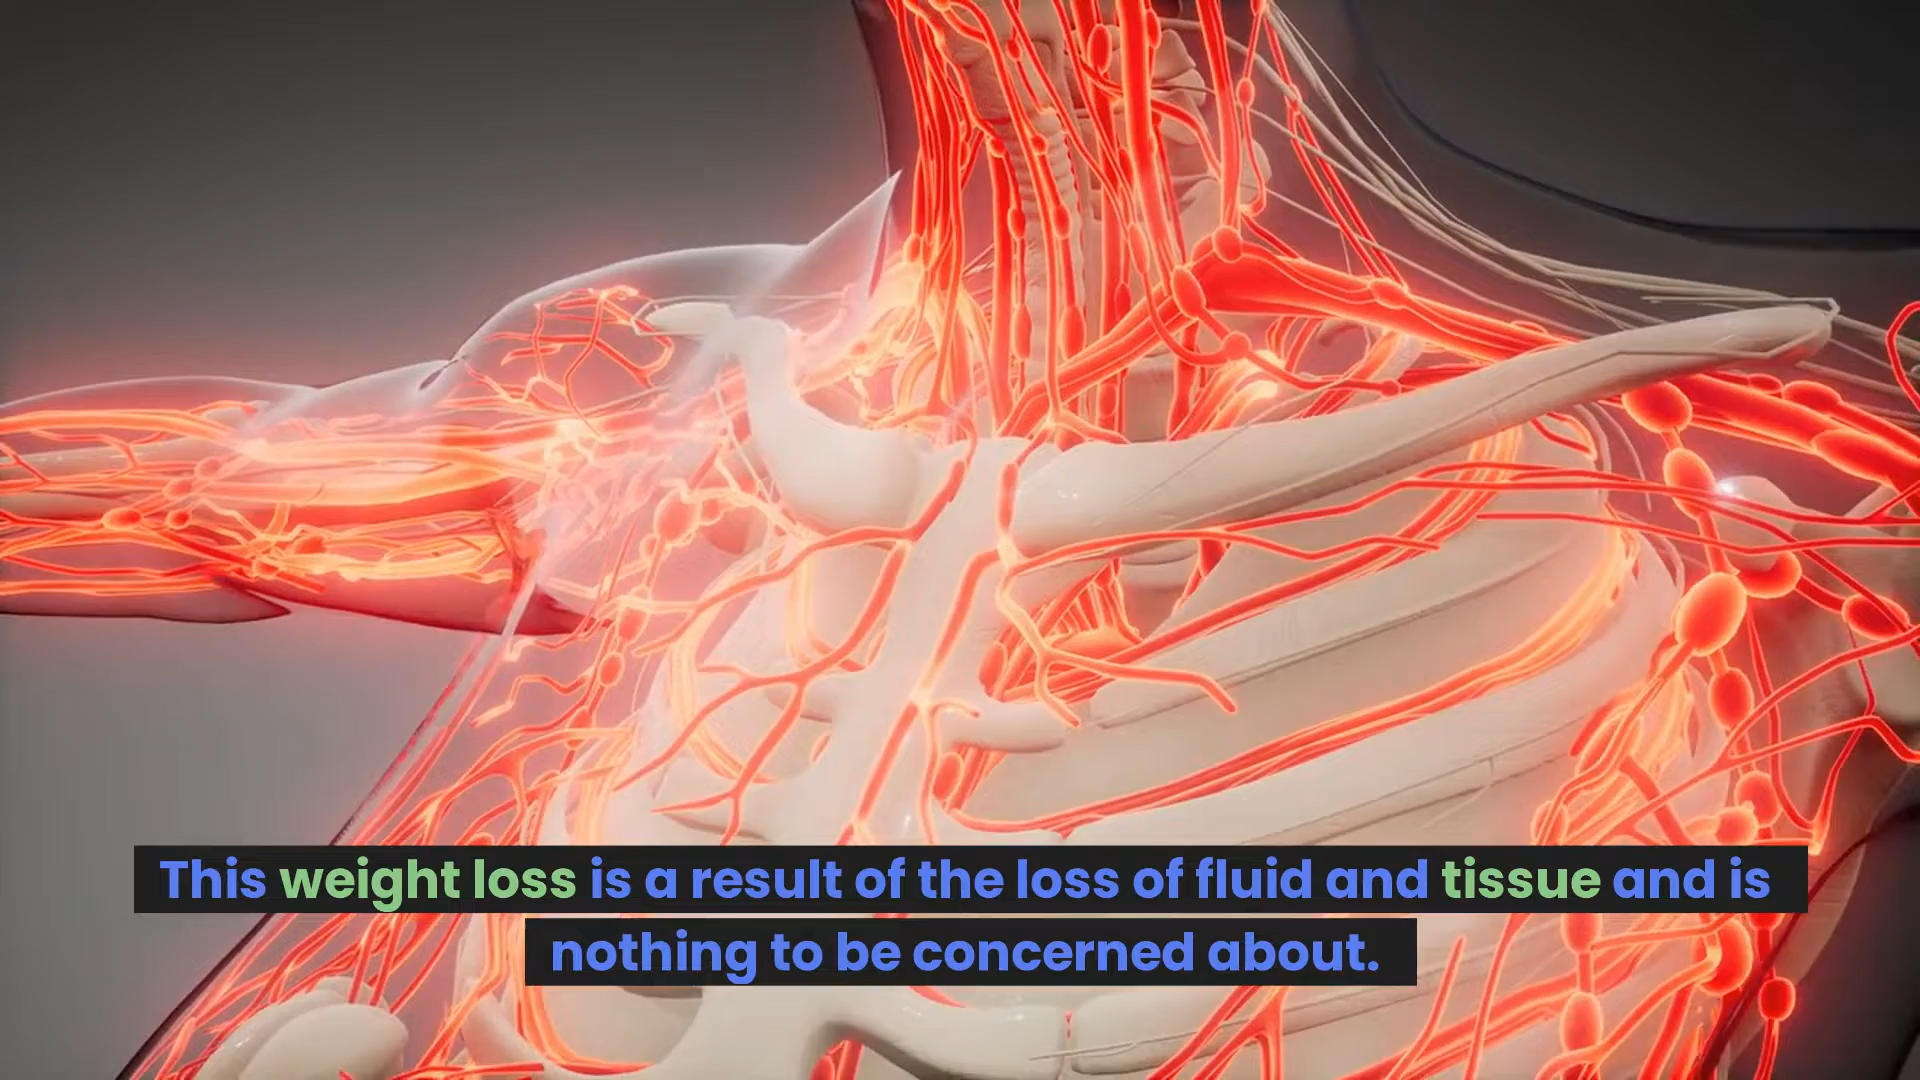 This weight loss is a result of the loss of fluid and tissue and is
nothing to be concerned about.